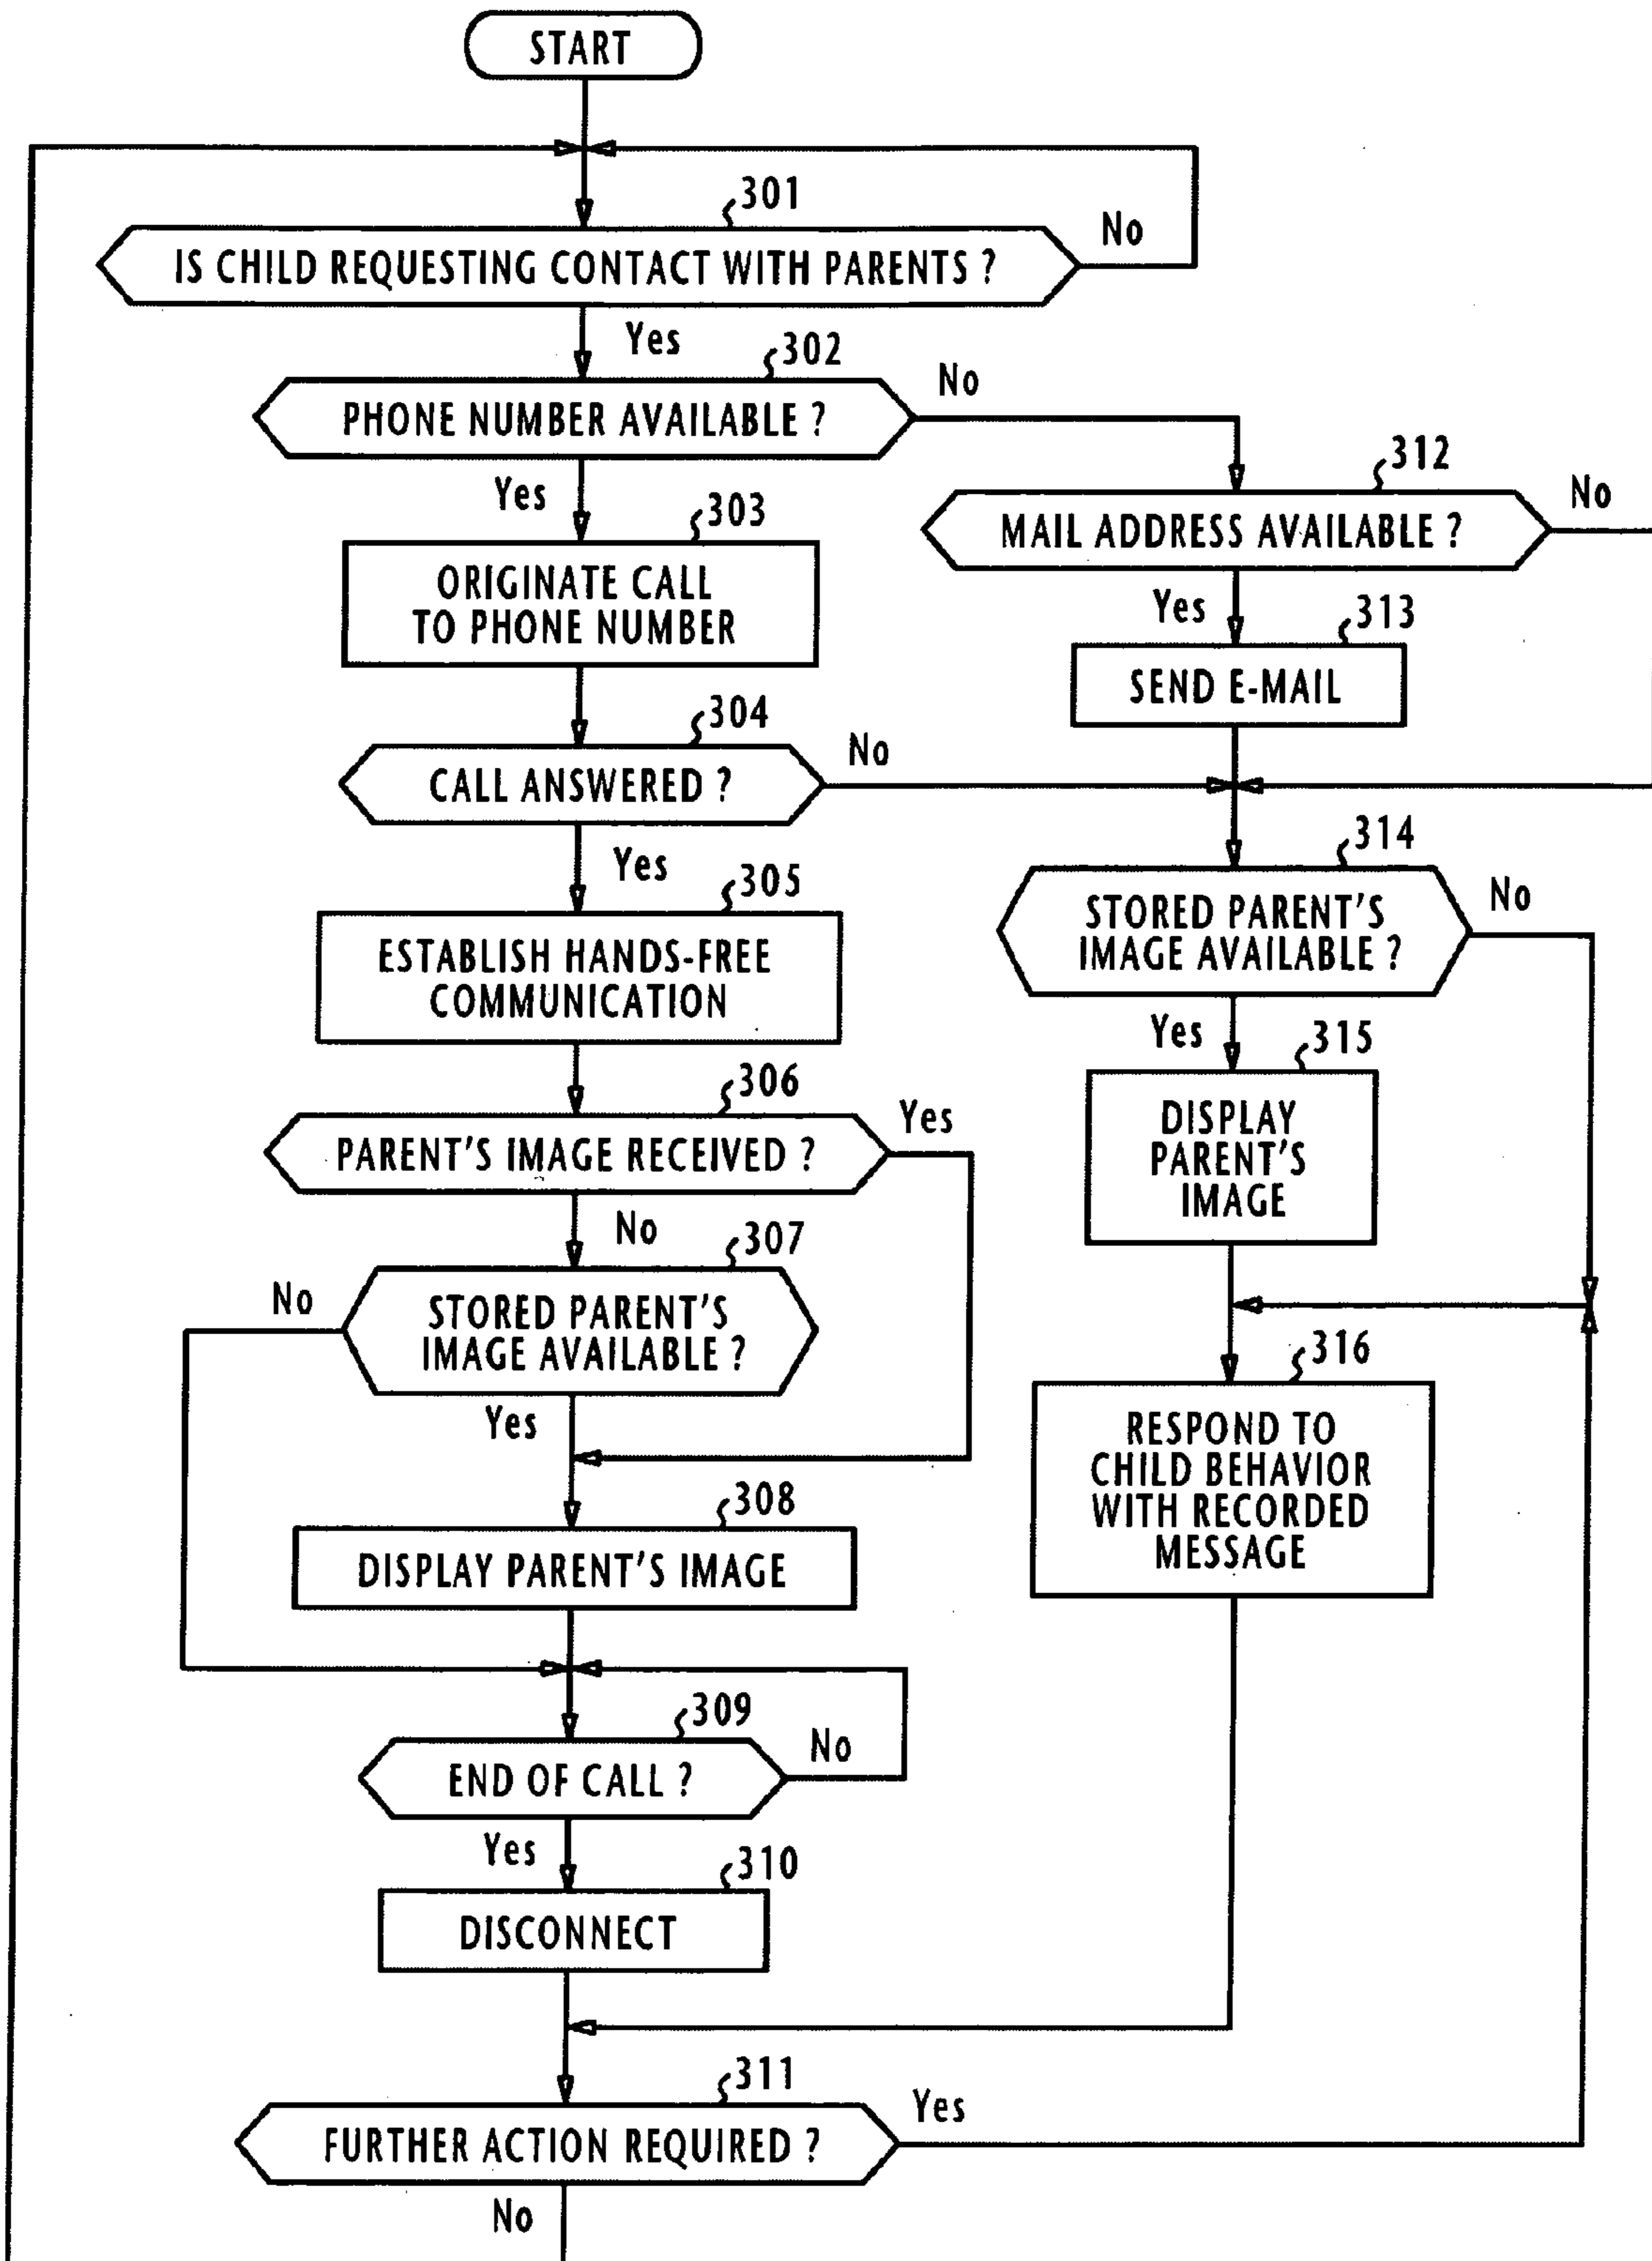 START
301
IS CHILD REQUESTING CONTACT WITH PARENTS ?
No
Yes
302
PHONE NUMBER AVAILABLE ?
No
Yes
303
ORIGINATE CALL
TO PHONE NUMBER
304
CALL ANSWERED ?
No
Yes
305
ESTABLISH HANDS-FREE
COMMUNICATION
306
PARENT'S IMAGE RECEIVED ?
Yes
No
307
STORED PARENT'S
IMAGE AVAILABLE ?
No
Yes
308
DISPLAY PARENT'S IMAGE
309
END OF CALL ?
No
Yes
310
DISCONNECT
311
FURTHER ACTION REQUIRED ?
Yes
No
312
MAIL ADDRESS AVAILABLE ?
No
Yes
313
SEND E-MAIL
314
STORED PARENT'S
IMAGE AVAILABLE ?
No
Yes
315
DISPLAY
PARENT'S
IMAGE
316
RESPOND TO
CHILD BEHAVIOR
WITH RECORDED
MESSAGE